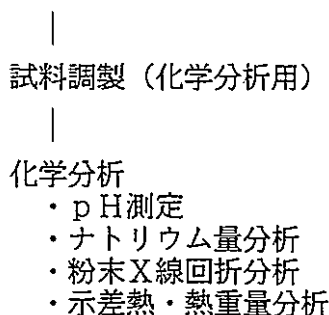 試料調製（化学分析用）
化学分析
・ｐＨ測定
・ナトリウム量分析
・粉末Ｘ線回折分析
・示差熱・熱重量分析